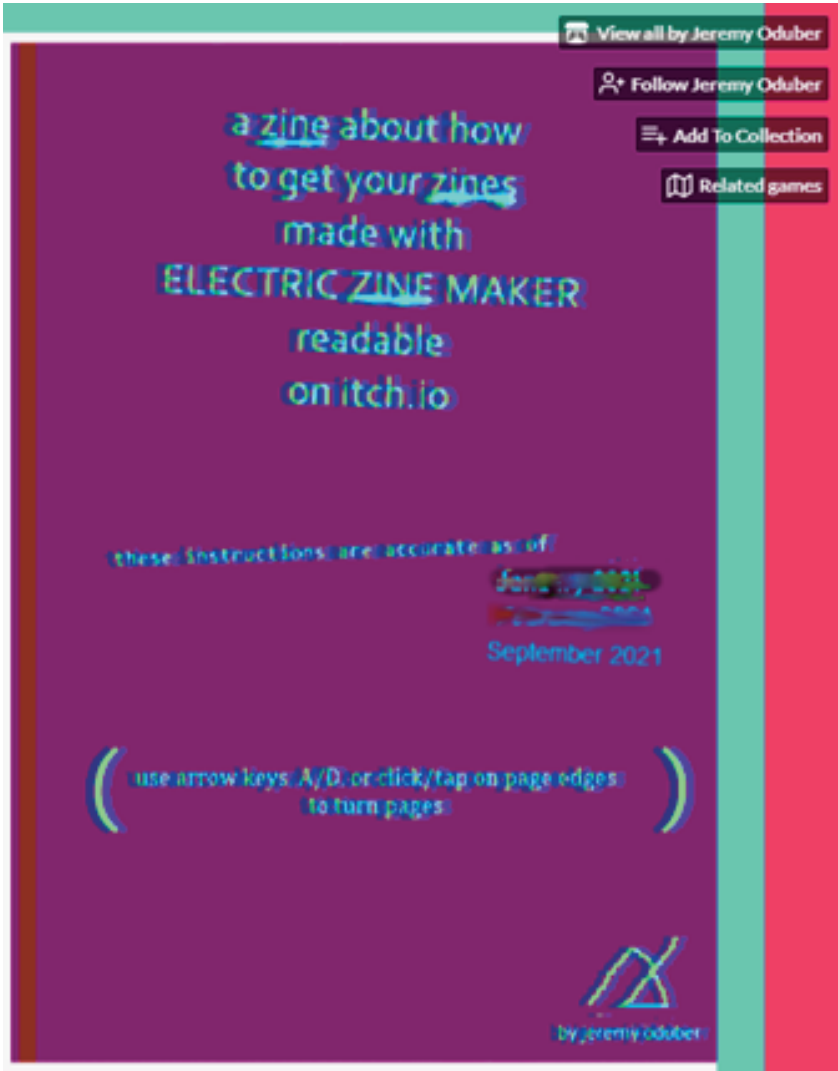 View all by Jeremy Oduber
Follow Jeremy Oduber
Add To Collection
Related games
a zine about how
to get your zines
made with
ELECTRIC ZINE MAKER
readable
on itch.io
these instructions are accurate as of
2021
September 2021
( use arrow keys, A/D, or click/tap on page edges
to turn pages )
by jeremy oduber